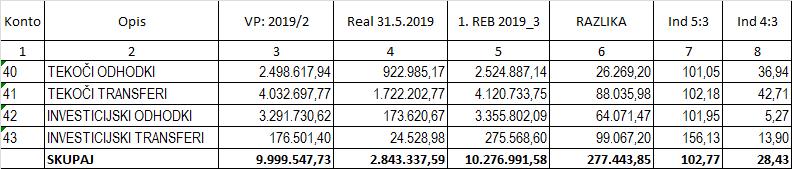 Konto Opis VP: 2019/2 Real 31.5.2019 1. REB 2019_3 RAZLIKA Ind 5:3 Ind 4:3
1 2 3 4 5 6 7 8
40 TEKOČI ODHODKI 2.498.617,94 922.985,17 2.524.887,14 26.269,20 101,05 36,94
41 TEKOČI TRANSFERI 4.032.697,77 1.722.202,77 4.120.733,75 88.035,98 102,18 42,71
42 INVESTICIJSKI ODHODKI 3.291.730,62 173.620,67 3.355.802,09 64.071,47 101,95 5,27
43 INVESTICIJSKI TRANSFERI 176.501,40 24.528,98 275.568,60 99.067,20 156,13 13,90
SKUPAJ 9.999.547,73 2.843.337,59 10.276.991,58 277.443,85 102,77 28,43